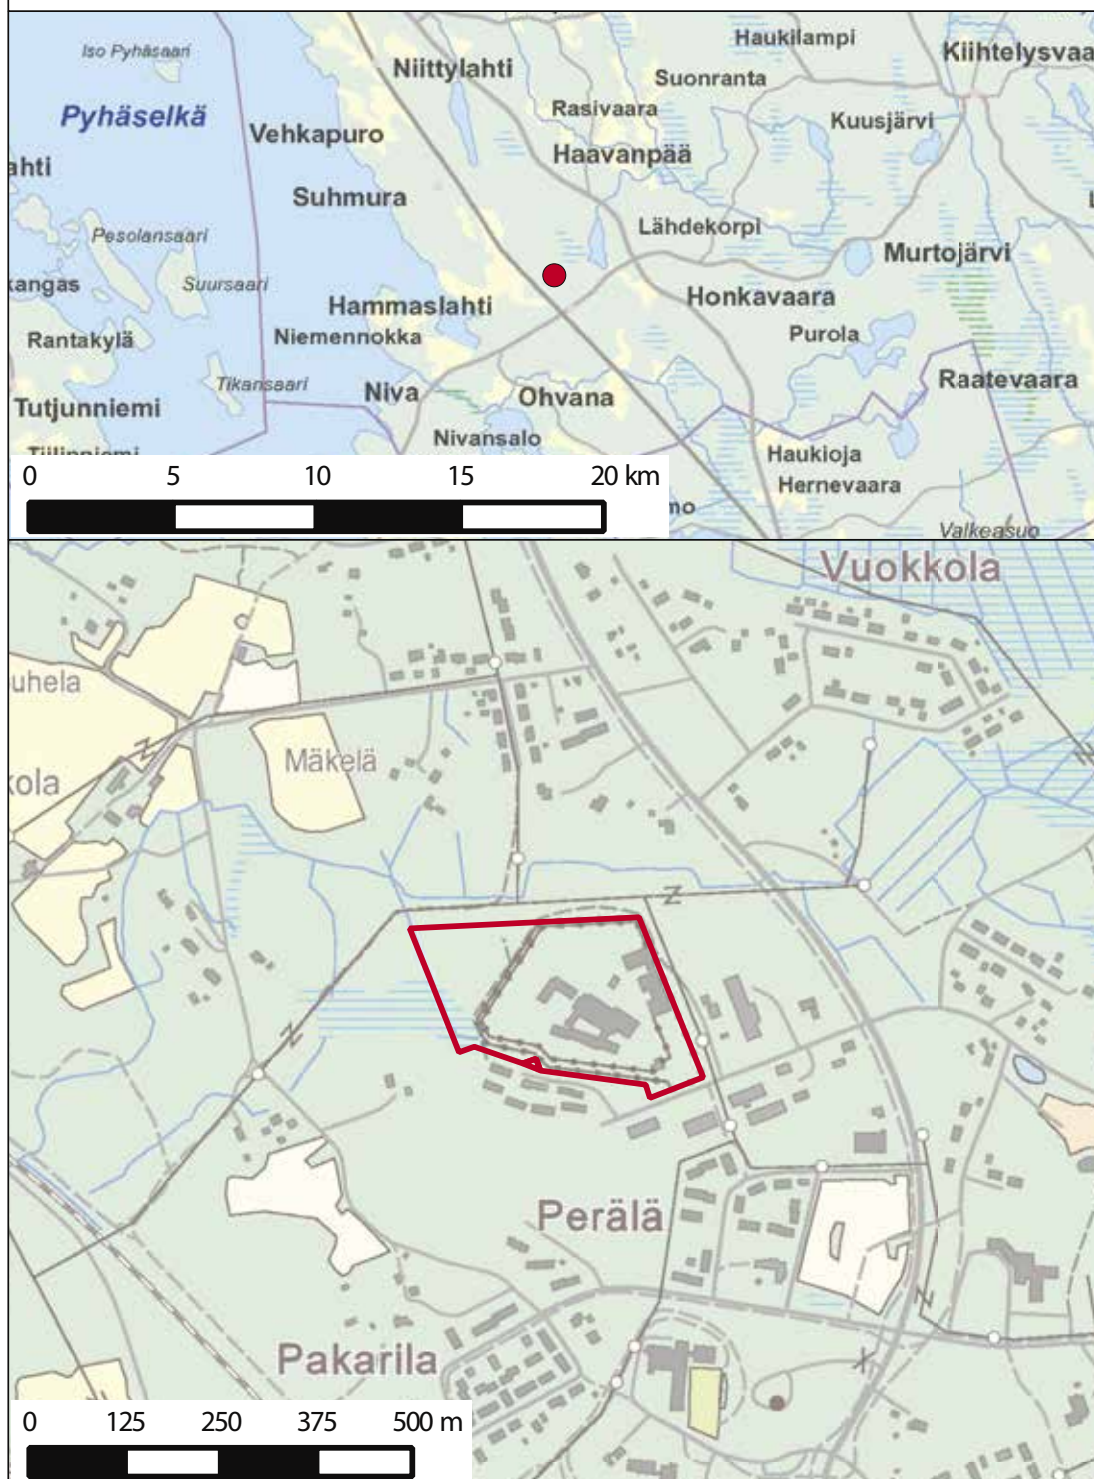 Iso Pyhäsaari
Niittylahti
Haukilampi
Kiihtelysvaa
Suonranta
Pyhäselkä
Rasivaara
Kuusjärvi
Vehkapuro
Haavanpää
ahti
Suhmura
Lähdekorpi
Pesolansaari
Murtojärvi
kangas
Suursaari
Hammaslahti
Honkavaara
Rantakylä
Niemennokka
Purola
Tikansaari
Niva
Ohvana
Raatevaara
Tutjunniemi
Nivansalo
Haukioja
Hernevaara
mo
Valkeasuo
0 5 10 15 20 km
Vuokkola
uhela
Mäkelä
kola
Perälä
Pakarila
0 125 250 375 500 m